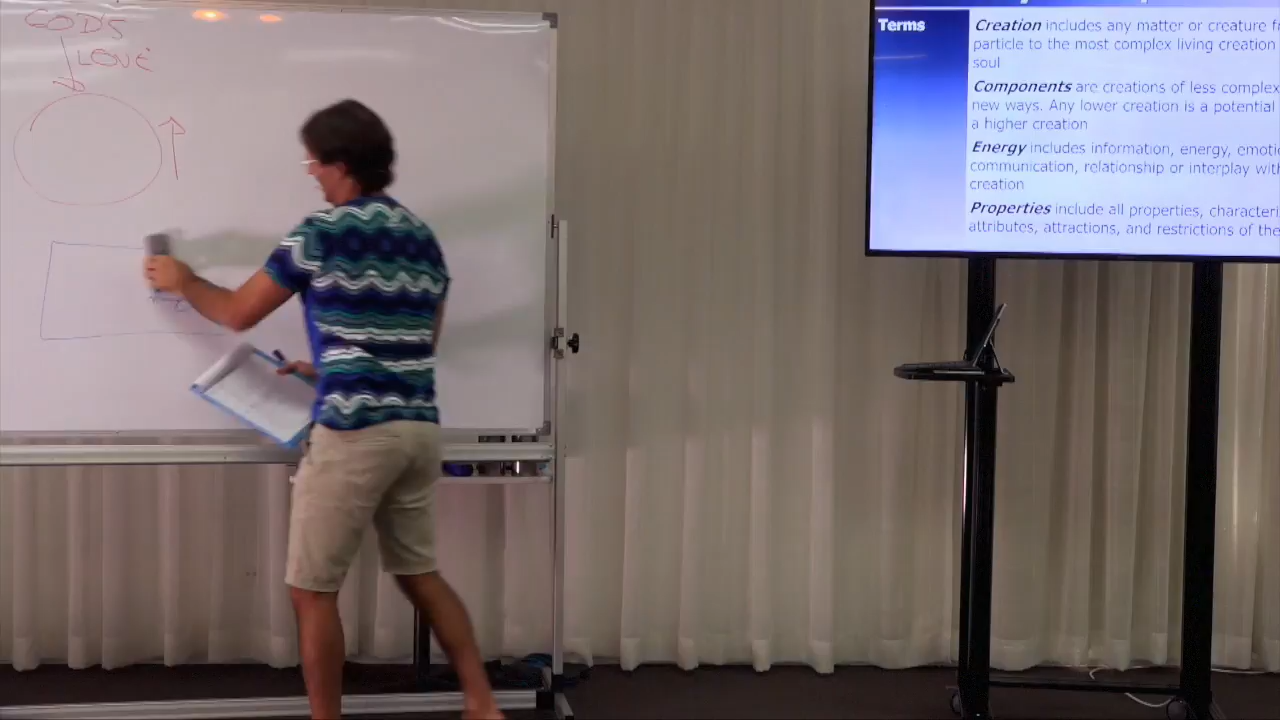 GOD'S
LOVE
Terms
Creation includes any matter or creature f
particle to the most complex living creation
soul
Components are creations of less complex
new ways. Any lower creation is a potential
a higher creation
Energy includes information, energy, emoti
communication, relationship or interplay wit
creation
Properties include all properties, characteri
attributes, attractions, and restrictions of the